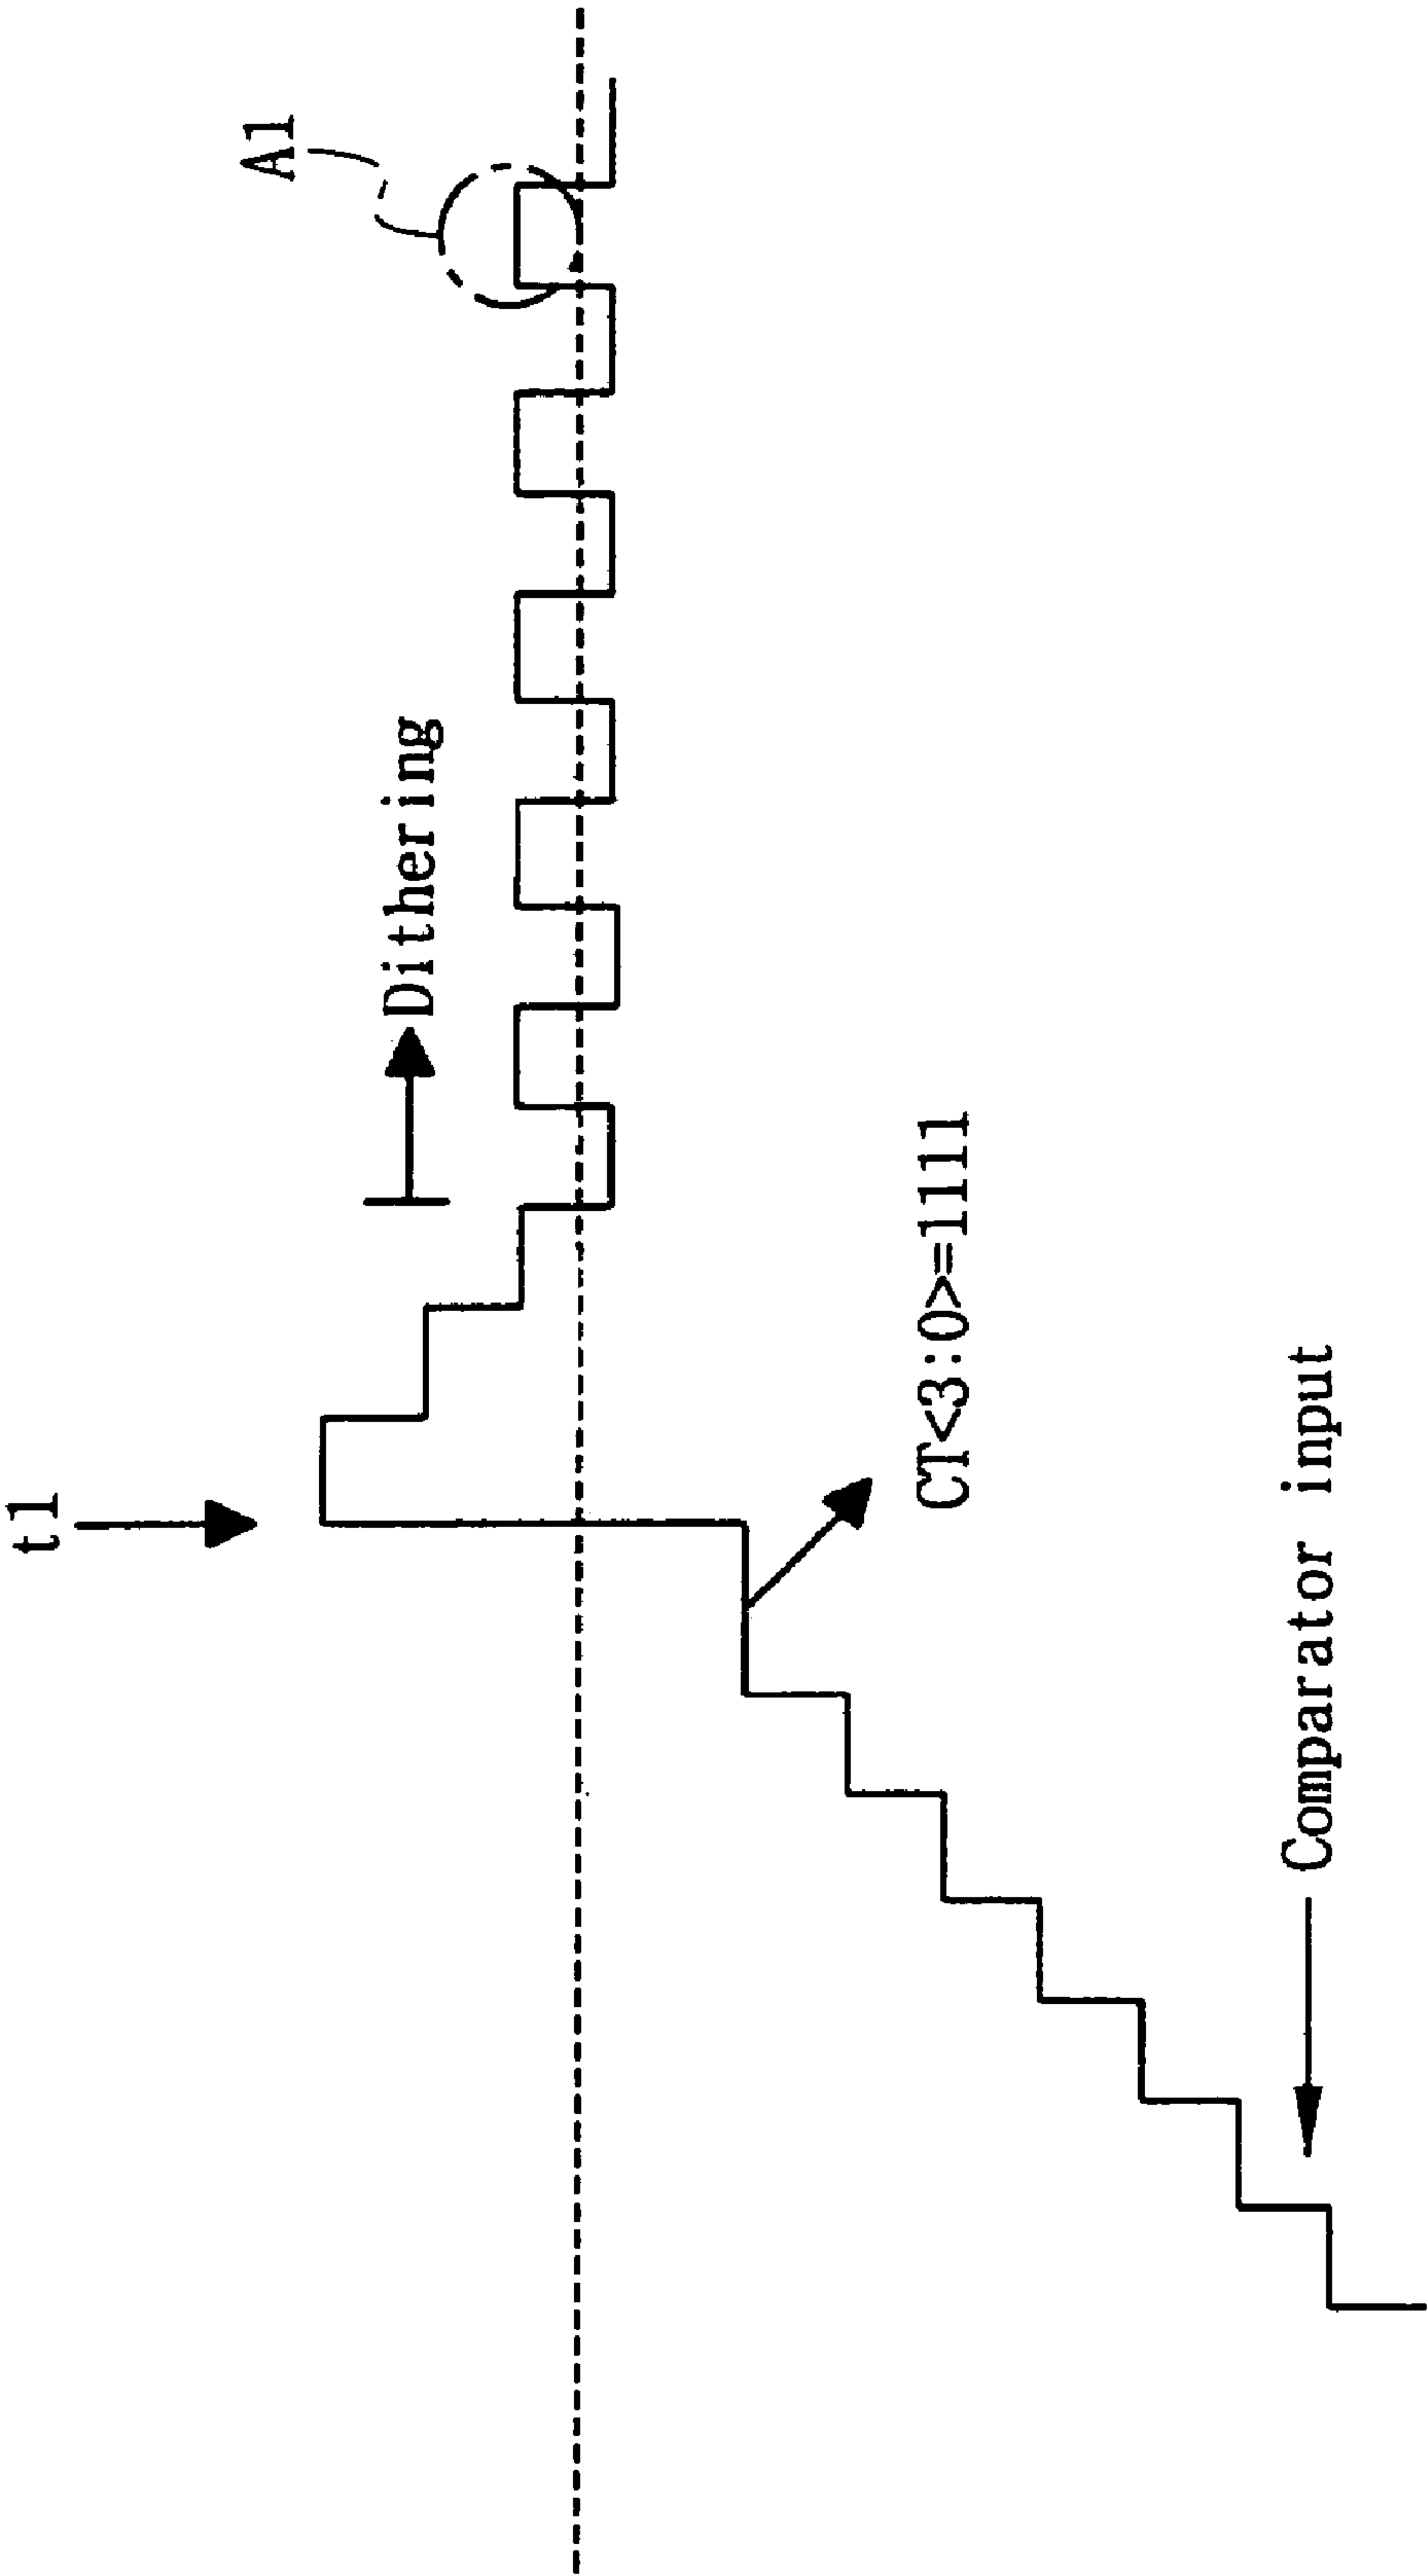 t1
A1
Dithering
CT<3:0>=1111
Comparator input